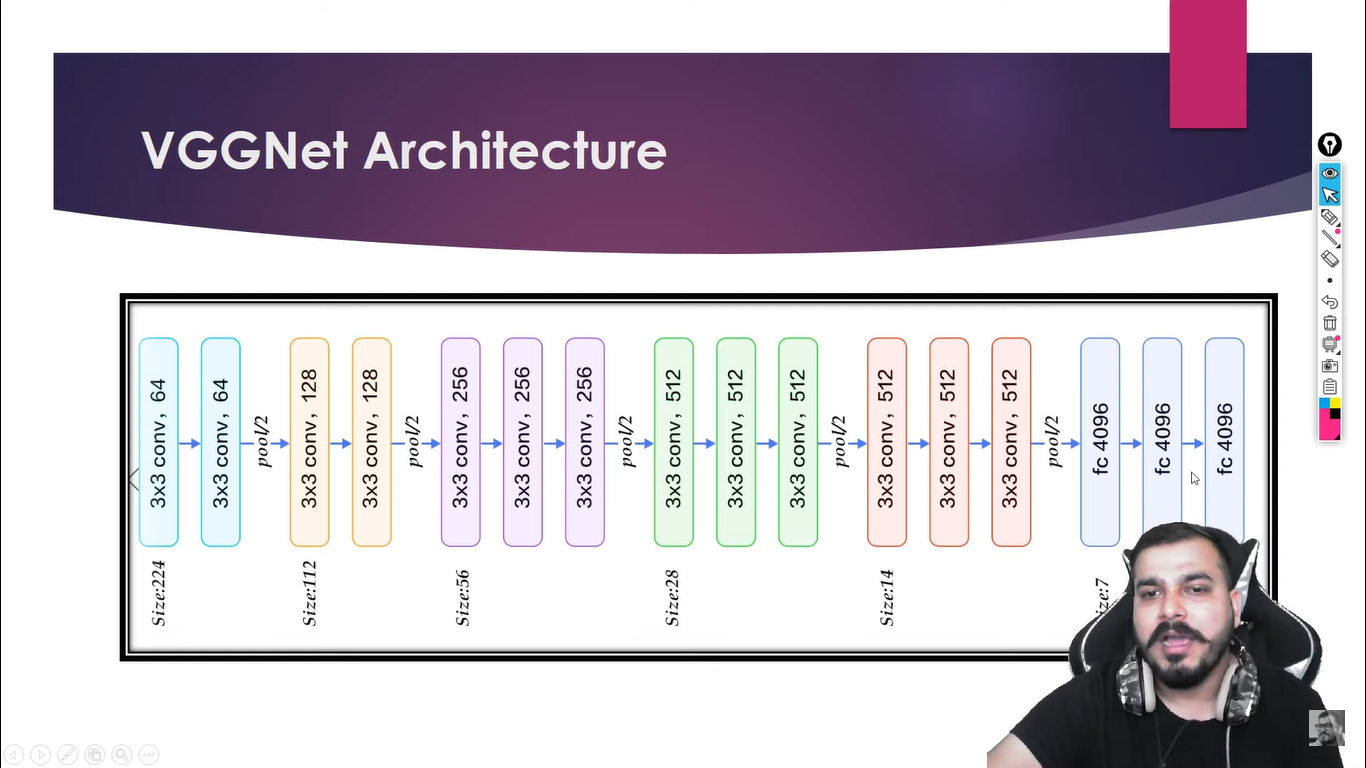 VGGNet Architecture
3x3 conv, 64
3x3 conv, 64
pool/2
3x3 conv, 128
3x3 conv, 128
pool/2
3x3 conv, 256
3x3 conv, 256
3x3 conv, 256
pool/2
3x3 conv, 512
3x3 conv, 512
3x3 conv, 512
pool/2
3x3 conv, 512
3x3 conv, 512
3x3 conv, 512
pool/2
fc 4096
fc 4096
fc 4096
Size:224
Size:112
Size:56
Size:28
Size:14
ize:7